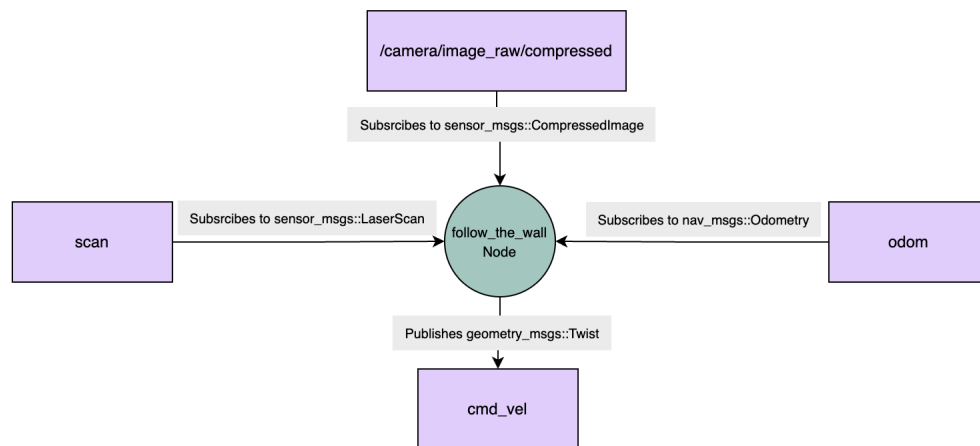 /camera/image_raw/compressed
Subsrcibes to sensor_msgs::CompressedImage
scan
Subsrcibes to sensor_msgs::LaserScan
follow_the_wall
Node
Subscribes to nav_msgs::Odometry
odom
Publishes geometry_msgs::Twist
cmd_vel